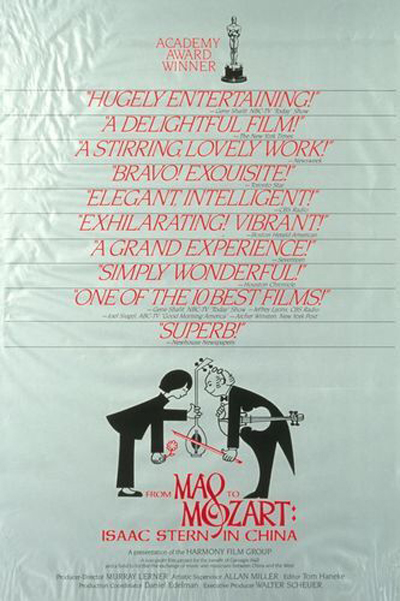 ACADEMY
AWARD
WINNER
"HUGELY ENTERTAINING!"
—Gene Shalit NBC-TV "Today" Show
"A DELIGHTFUL FILM!"
—The New York Times
"A STIRRING, LOVELY WORK!"
—Newsweek
"BRAVO! EXQUISITE!"
—Toronto Star
"ELEGANT INTELLIGENT!"
—CBS Radio
"EXHILARATING! VIBRANT!"
—Boston Herald American
"A GRAND EXPERIENCE!"
—Seventeen
"SIMPLY WONDERFUL!"
—Houston Chronicle
"ONE OF THE 10 BEST FILMS!"
—Gene Shalit, NBC-TV "Today" Show —Jeffrey Lyons, CBS Radio
—Joel Siegel, ABC-TV "Good Morning America" —Archer Winsten, New York Post
"SUPERB!"
—Newhouse Newspapers
FROM MAO TO
MOZART:
ISAAC STERN IN CHINA
A presentation of the HARMONY FILM GROUP
Producer-Director MURRAY LERNER Artistic Supervisor ALLAN MILLER Editor Tom Haneke
Production Coordinator Daniel Edelman Executive Producer WALTER SCHEUER